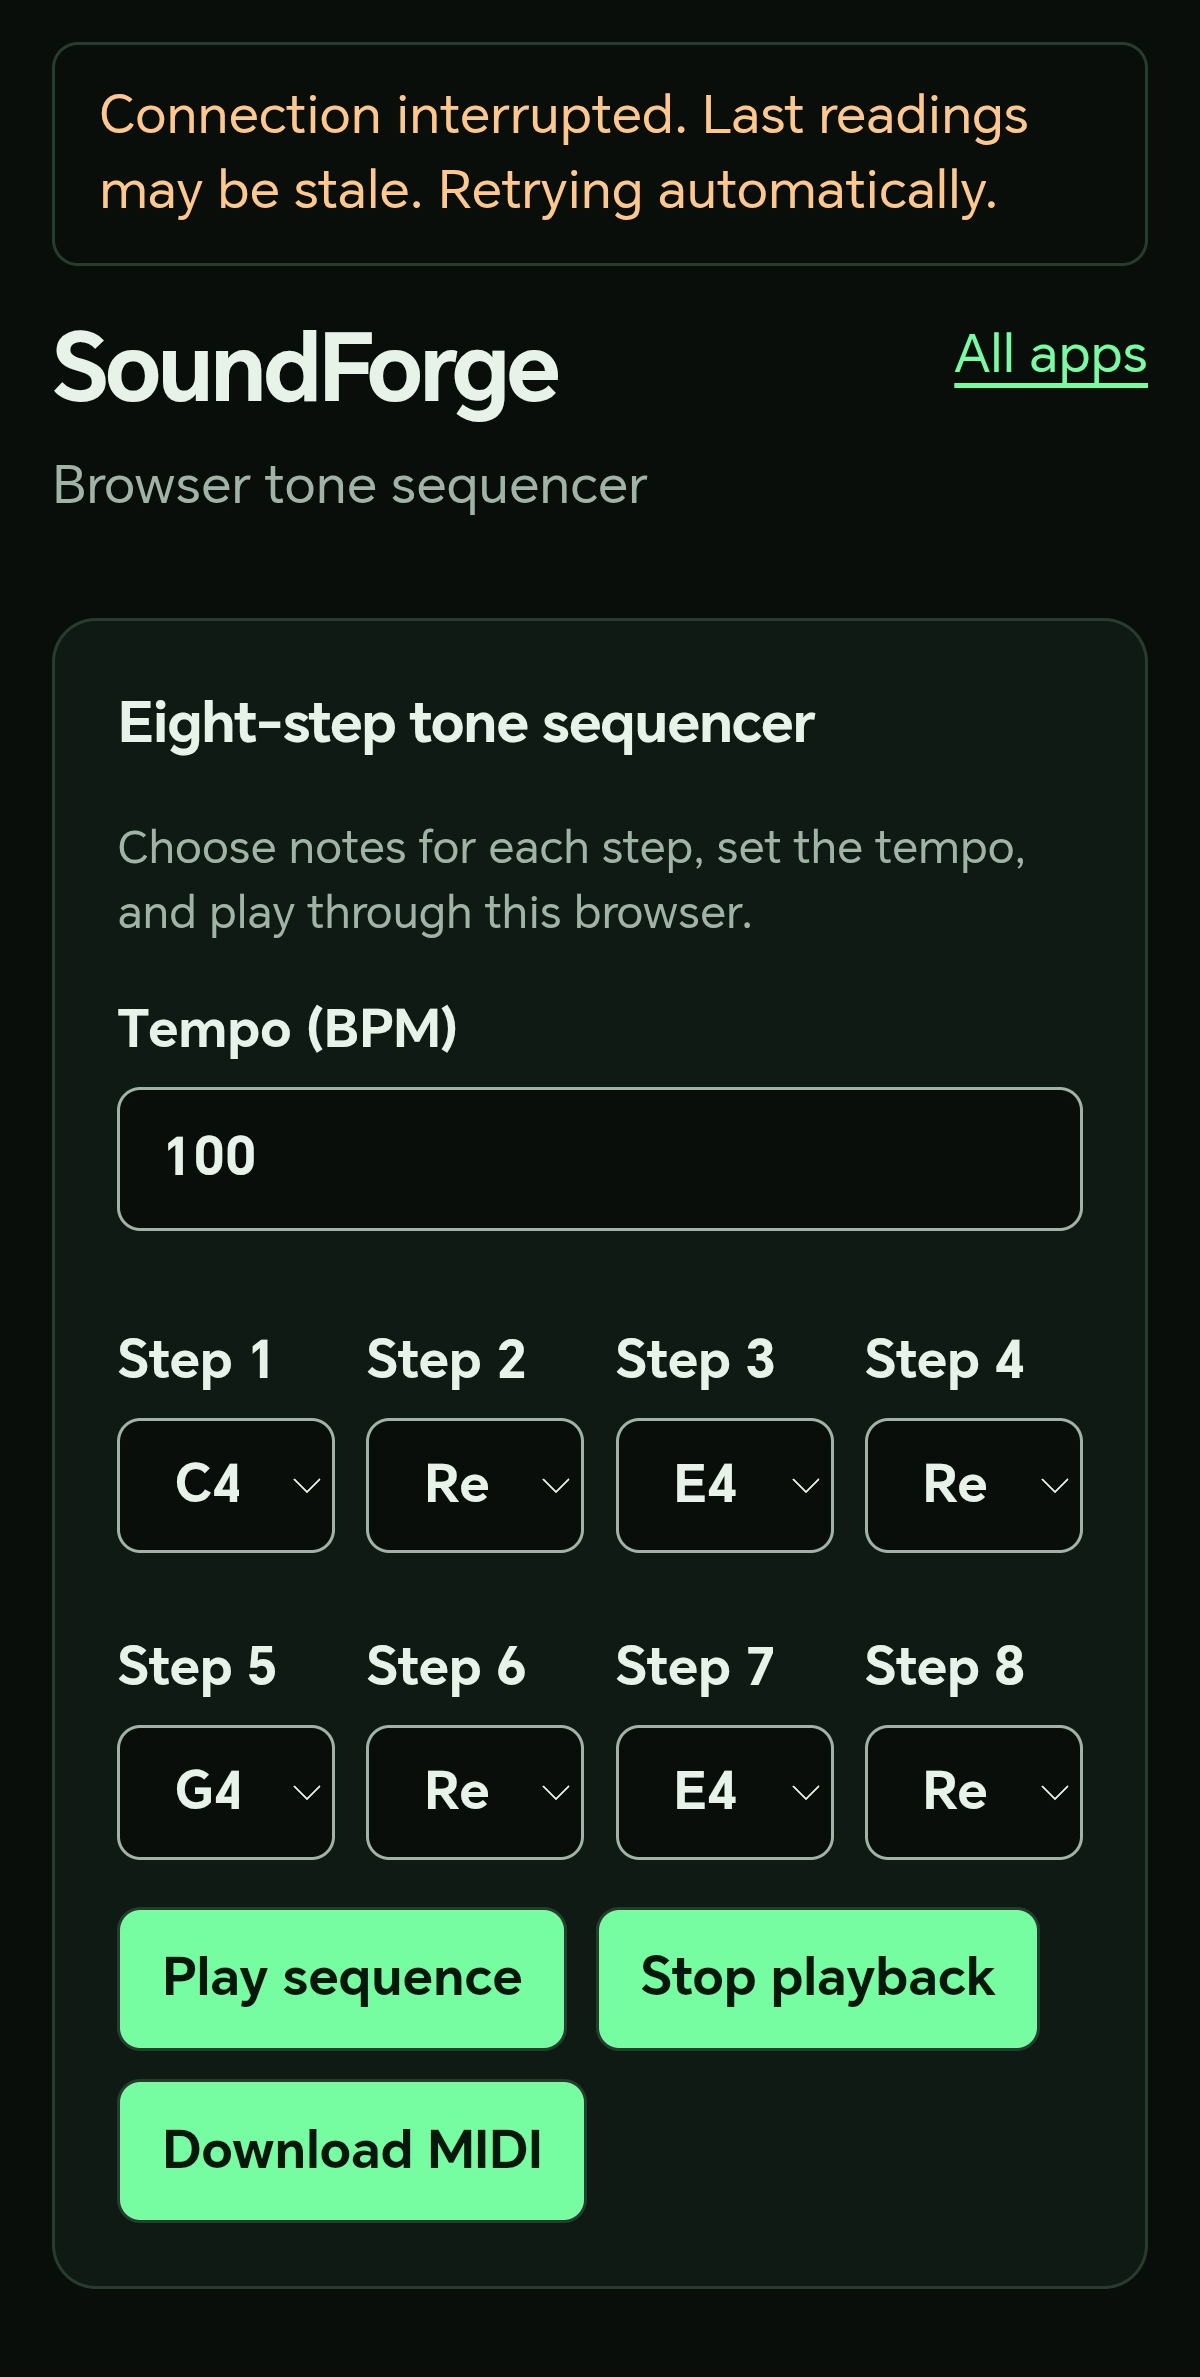 Connection interrupted. Last readings
may be stale. Retrying automatically.
SoundForge
All apps
Browser tone sequencer
Eight-step tone sequencer
Choose notes for each step, set the tempo,
and play through this browser.
Tempo (BPM)
100
Step 1 Step 2 Step 3 Step 4
C4 Re E4 Re
Step 5 Step 6 Step 7 Step 8
G4 Re E4 Re
Play sequence Stop playback
Download MIDI